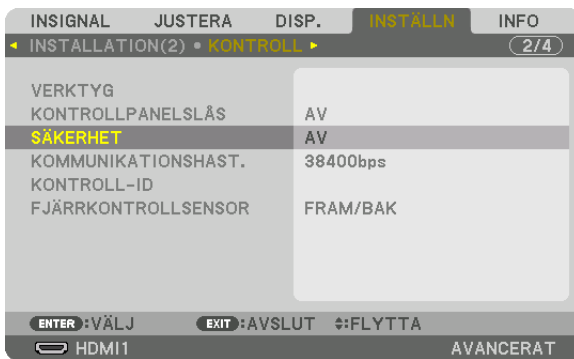 INSIGNAL JUSTERA DISP. INSTÄLLN INFO
INSTALLATION(2) • KONTROLL 2/4
VERKTYG
KONTROLLPANELSLÅS AV
SÄKERHET AV
KOMMUNIKATIONSHAST. 38400bps
KONTROLL-ID
FJÄRRKONTROLLSENSOR FRAM/BAK
ENTER :VÄLJ EXIT :AVSLUT :FLYTTA
HDMI1 AVANCERAT